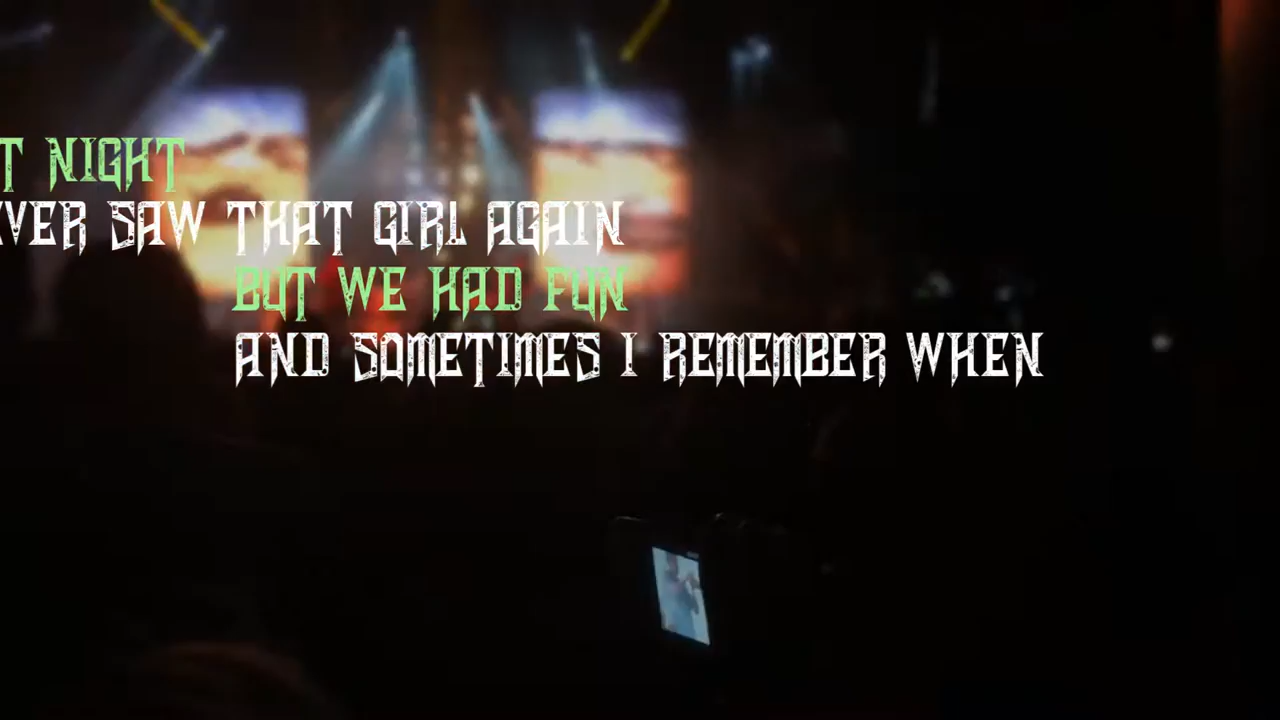 T NIGHT
VER SAW THAT GIRL AGAIN
BUT WE HAD FUN
AND SOMETIMES I REMEMBER WHEN